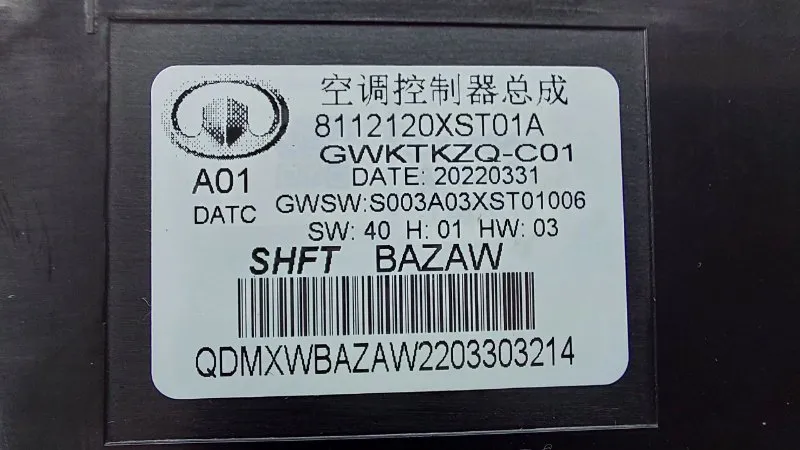 空调控制器总成
8112120XST01A
GWKTKZQ-C01
A01
DATE: 20220331
DATC
GWSW:S003A03XST01006
SW: 40 H: 01 HW: 03
SHFT BAZAW
QDMXWBAZAW2203303214